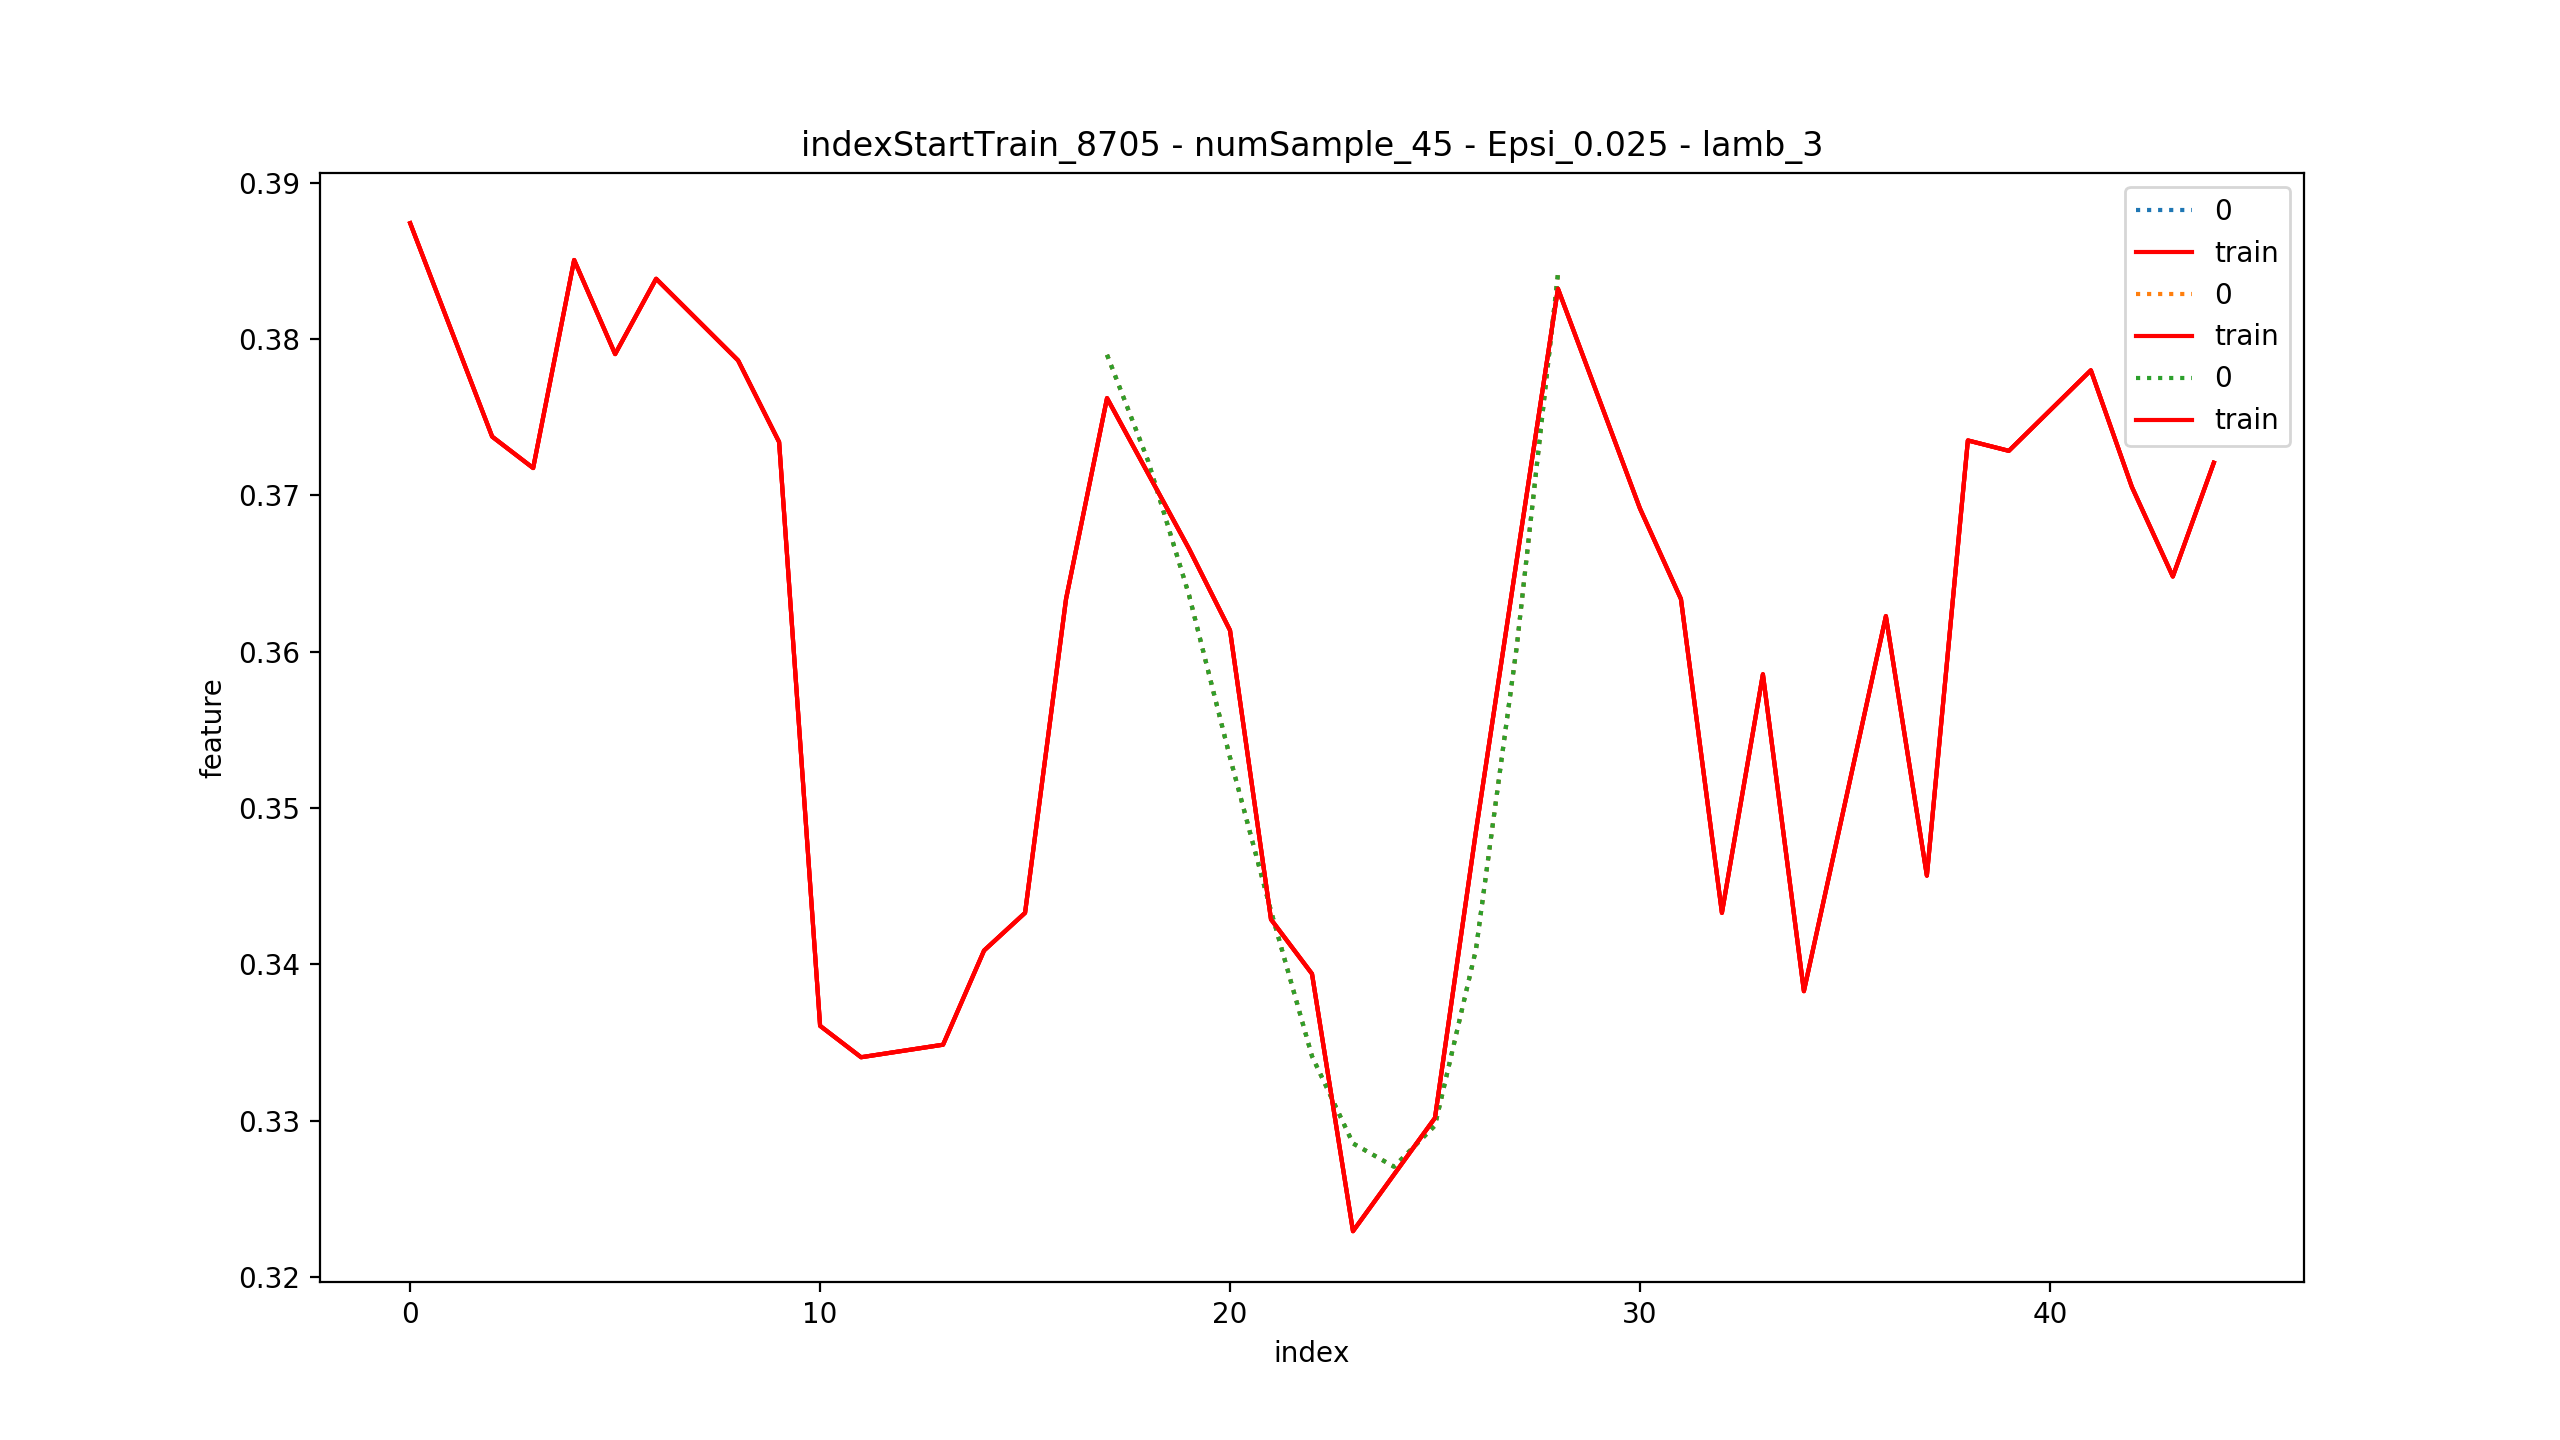 indexStartTrain_8705 - numSample_45 - Epsi_0.025 - lamb_3
0.39
0.38
0.37
0.36
0.35
0.34
0.33
0.32
feature
0
10
20
30
40
index
0
train
0
train
0
train